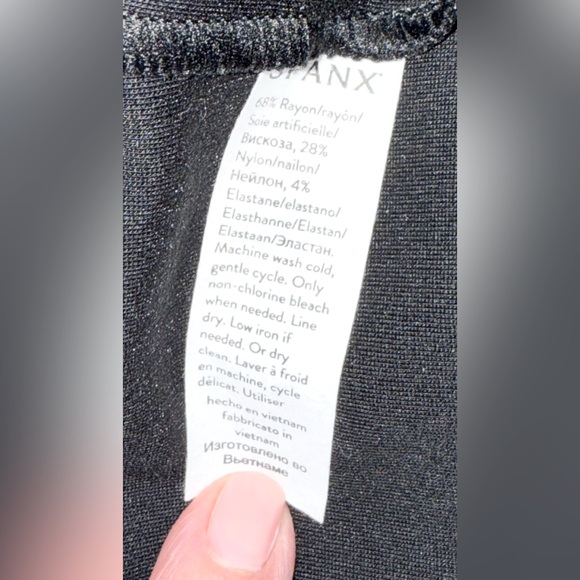 SPANX
68% Rayon/rayón/
Soie artificielle/
Вискоза, 28%
Nylon/nailon/
Нейлон, 4%
Elastane/elastano/
Elasthanne/Elastan/
Elastaan/Эластан.
Machine wash cold,
gentle cycle. Only
non-chlorine bleach
when needed. Line
dry. Low iron if
needed. Or dry
clean. Laver à froid
en machine, cycle
délicat. Utiliser
hecho en vietnam
fabbricato in
vietnam
Изготовлено во
Вьетнаме